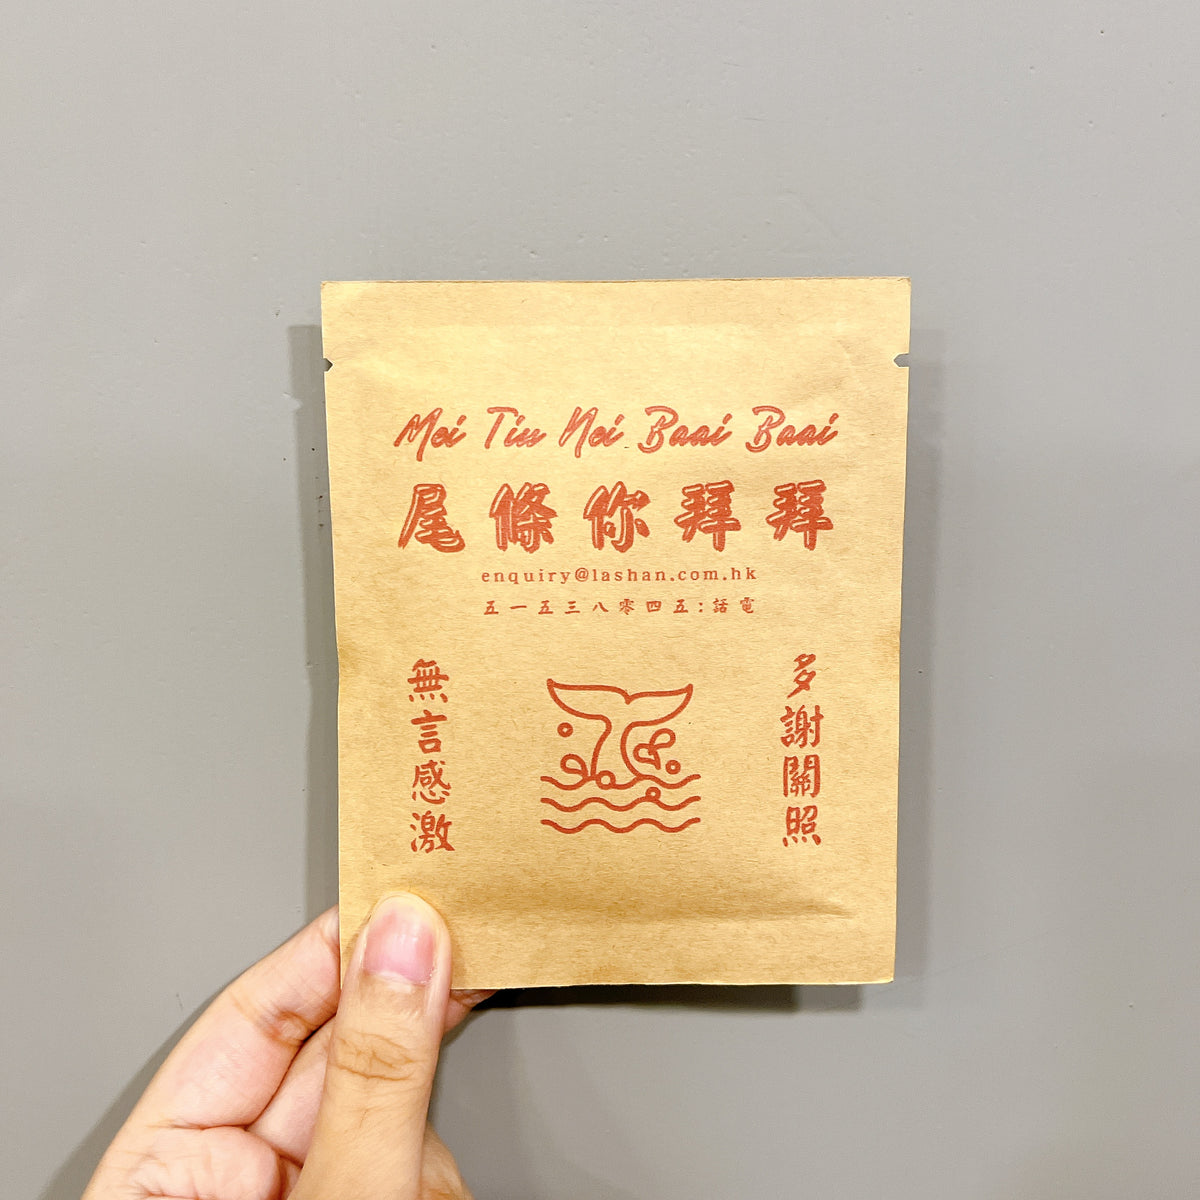 Mei Tiu Nei Baai Baai
尾條你拜拜
enquiry@lashan.com.hk
五一五三八零四五:話電
多謝關照
無言感激